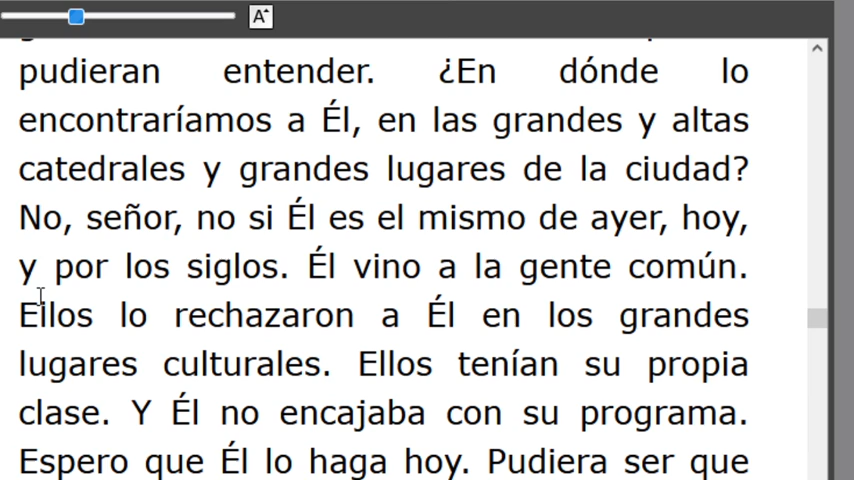 A
pudieran entender. ¿En dónde lo
encontraríamos a Él, en las grandes y altas
catedrales y grandes lugares de la ciudad?
No, señor, no si Él es el mismo de ayer, hoy,
y por los siglos. Él vino a la gente común.
Ellos lo rechazaron a Él en los grandes
lugares culturales. Ellos tenían su propia
clase. Y Él no encajaba con su programa.
Espero que Él lo haga hoy. Pudiera ser que